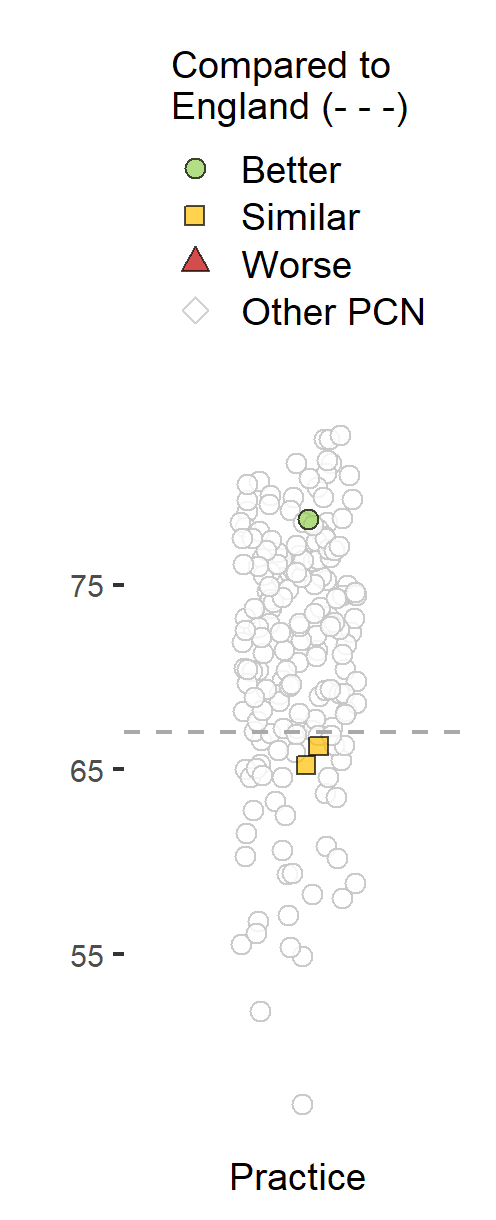 Compared to
England (- - -)
Better
Similar
Worse
Other PCN
75
65
55
Practice